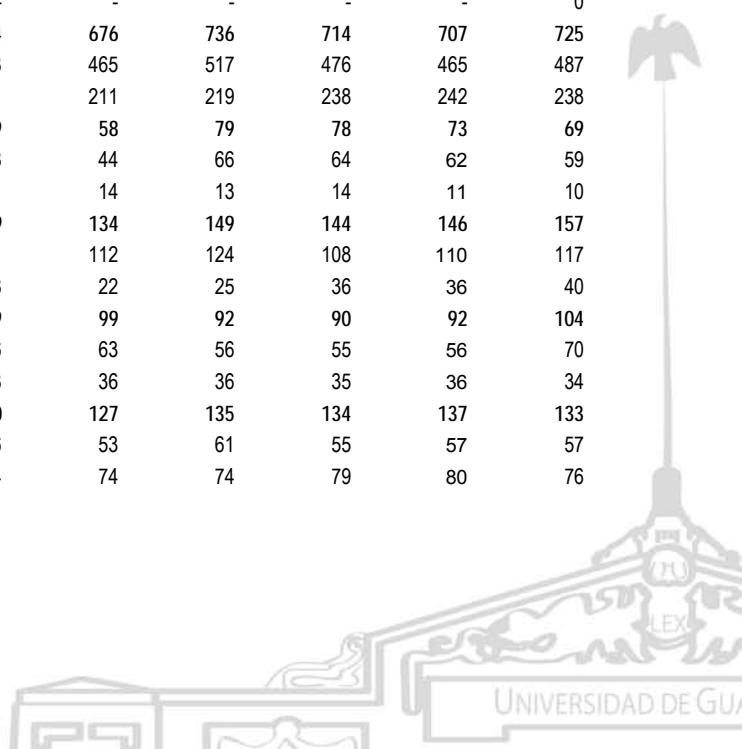 - - - - 0
676 736 714 707 725
465 517 476 465 487
211 219 238 242 238
58 79 78 73 69
44 66 64 62 59
14 13 14 11 10
134 149 144 146 157
112 124 108 110 117
22 25 36 36 40
99 92 90 92 104
63 56 55 56 70
36 36 35 36 34
127 135 134 137 133
53 61 55 57 57
74 74 79 80 76
LEX
UNIVERSIDAD DE GUA